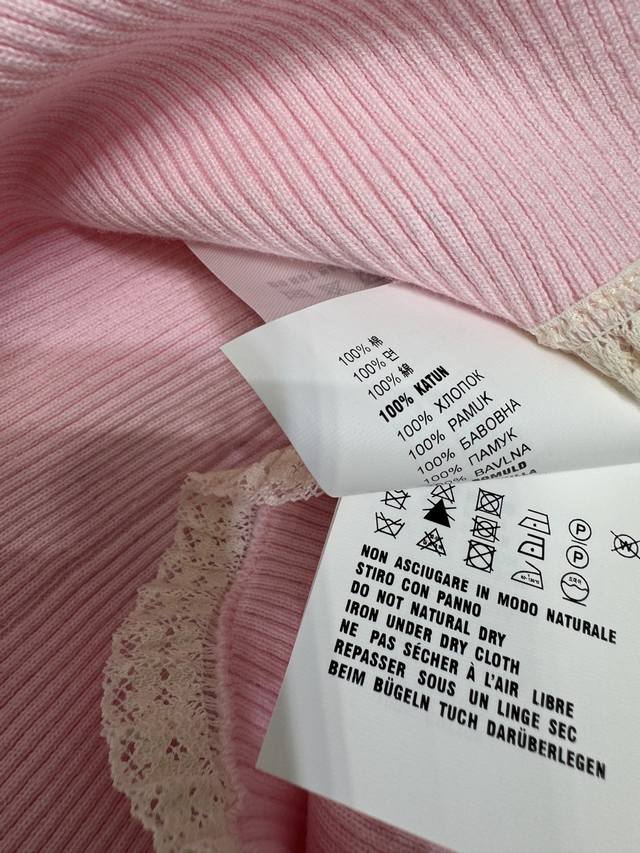 100% 棉
100% 면
100% 綿
100% KATUN
100% ХЛОПОК
100% PAMUK
100% БАВОВНА
100% ПАМУК
100% BAVLNA
P
P
W
NON ASCIUGARE IN MODO NATURALE
STIRO CON PANNO
DO NOT NATURAL DRY
IRON UNDER DRY CLOTH
NE PAS SÉCHER À L'AIR LIBRE
REPASSER SOUS UN LINGE SEC
BEIM BÜGELN TUCH DARÜBERLEGEN